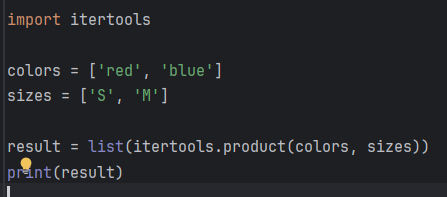 import itertools
colors = ['red', 'blue']
sizes = ['S', 'M']
result = list(itertools.product(colors, sizes))
print(result)